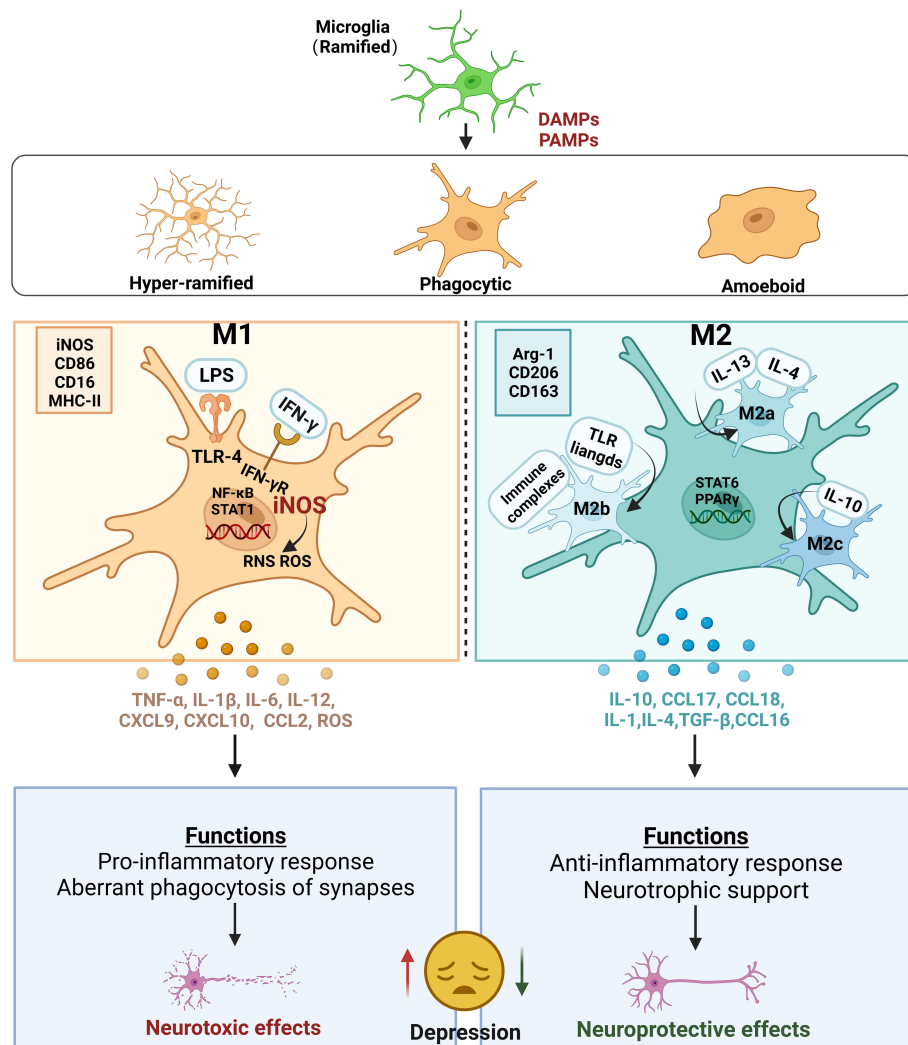 Microglia
（Ramified）
DAMPs
PAMPs
Hyper-ramified
Phagocytic
Amoeboid
M1
iNOS
CD86
CD16
MHC-II
LPS
IFN-γ
TLR-4
IFN-γR
NF-κB
STAT1
iNOS
RNS ROS
TNF-α, IL-1β, IL-6, IL-12,
CXCL9, CXCL10, CCL2, ROS
M2
Arg-1
CD206
CD163
IL-13
IL-4
M2a
TLR
liangds
Immune
complexes
M2b
STAT6
PPARγ
IL-10
M2c
IL-10, CCL17, CCL18,
IL-1,IL-4,TGF-β,CCL16
Functions
Pro-inflammatory response
Aberrant phagocytosis of synapses
Neurotoxic effects
Functions
Anti-inflammatory response
Neurotrophic support
Neuroprotective effects
Depression